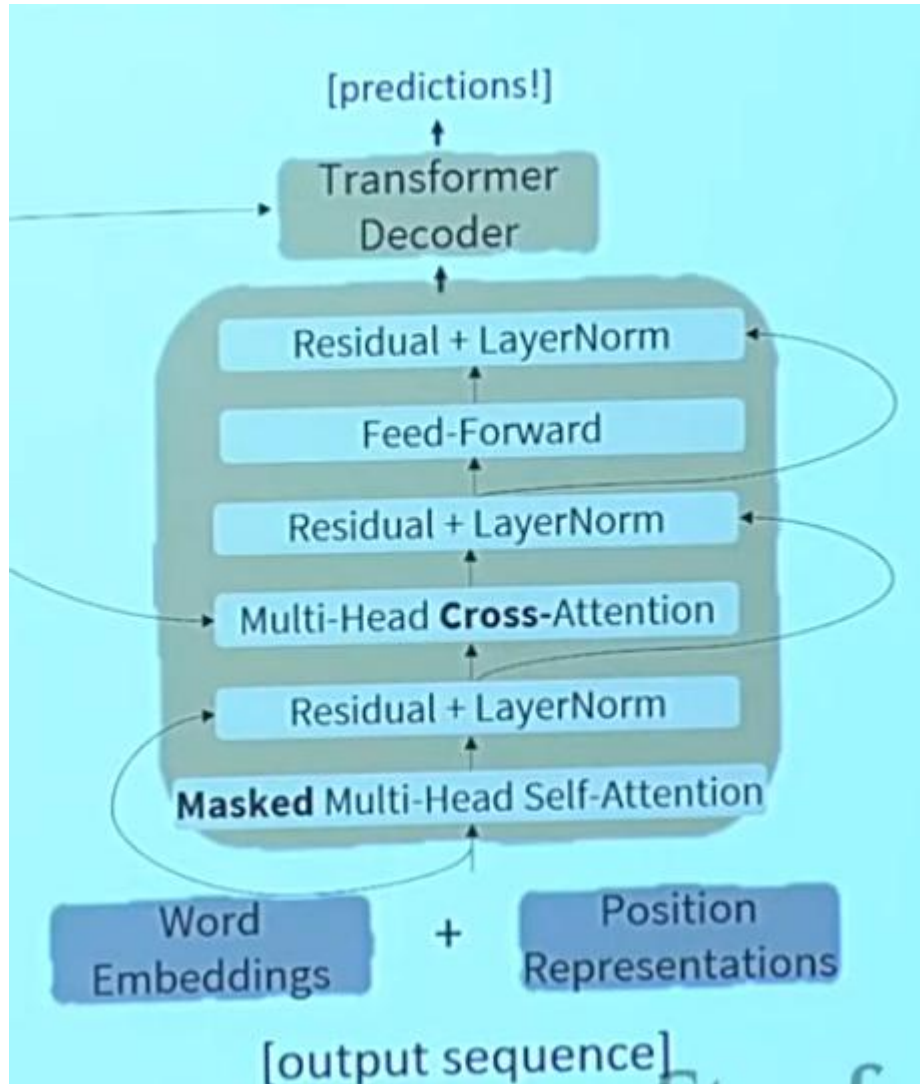 [predictions!]
Transformer
Decoder
Residual + LayerNorm
Feed-Forward
Residual + LayerNorm
Multi-Head Cross-Attention
Residual + LayerNorm
Masked Multi-Head Self-Attention
Word
Embeddings
+
Position
Representations
[output sequence]